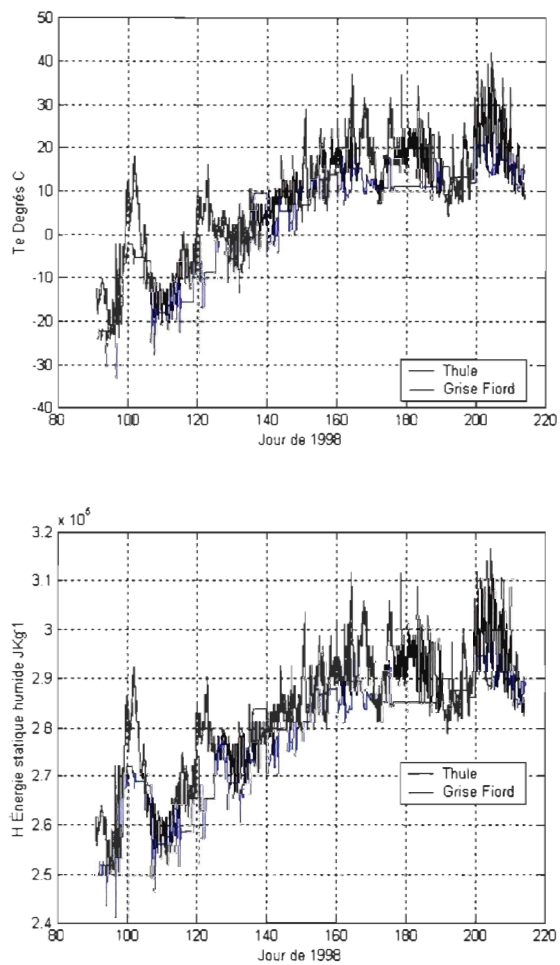 50
40
30
20
10
0
-10
-20
-30
-40
Te Degrés C
80 100 120 140 160 180 200 220
Jour de 1998
Thule
Grise Fiord
x 10⁵
3.2
3.1
3
2.9
2.8
2.7
2.6
2.5
2.4
H Énergie statique humide JKg-1
80 100 120 140 160 180 200 220
Jour de 1998
Thule
Grise Fiord